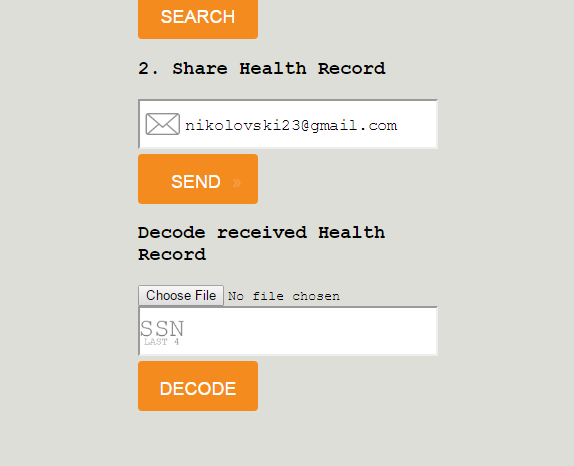 SEARCH
2. Share Health Record
nikolovski23@gmail.com
SEND »
Decode received Health
Record
Choose File No file chosen
SSN
LAST 4
DECODE